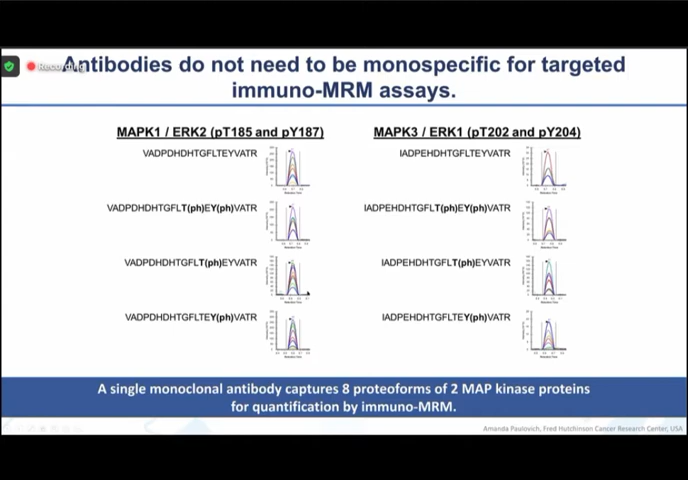 Recording
Antibodies do not need to be monospecific for targeted
immuno-MRM assays.
MAPK1 / ERK2 (pT185 and pY187)
MAPK3 / ERK1 (pT202 and pY204)
VADPDHDHTGFLTEYVATR
IADPEHDHTGFLTEYVATR
VADPDHDHTGFLT(ph)EY(ph)VATR
IADPEHDHTGFLT(ph)EY(ph)VATR
VADPDHDHTGFLT(ph)EYVATR
IADPEHDHTGFLT(ph)EYVATR
VADPDHDHTGFLTEY(ph)VATR
IADPEHDHTGFLTEY(ph)VATR
A single monoclonal antibody captures 8 proteoforms of 2 MAP kinase proteins
for quantification by immuno-MRM.
Amanda Paulovich, Fred Hutchinson Cancer Research Center, USA